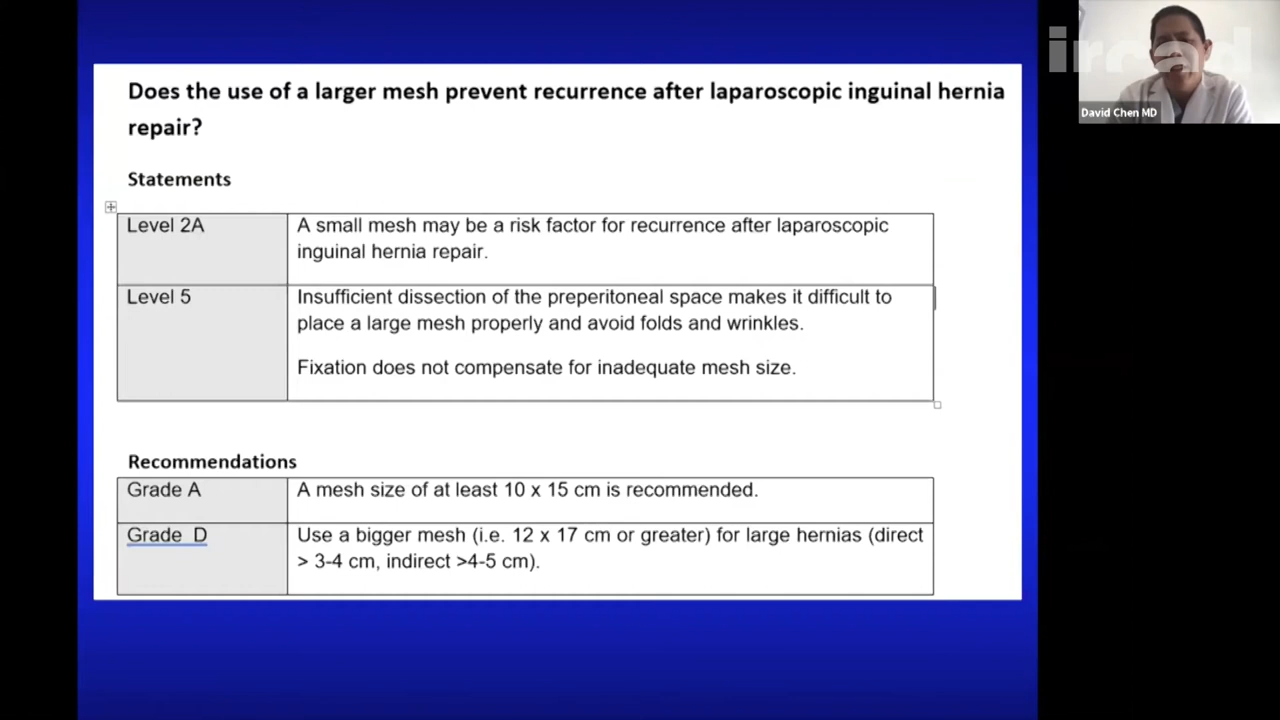 Does the use of a larger mesh prevent recurrence after laparoscopic inguinal hernia
repair?
Statements
Level 2A
A small mesh may be a risk factor for recurrence after laparoscopic
inguinal hernia repair.
Level 5
Insufficient dissection of the preperitoneal space makes it difficult to
place a large mesh properly and avoid folds and wrinkles.
Fixation does not compensate for inadequate mesh size.
Recommendations
Grade A
A mesh size of at least 10 x 15 cm is recommended.
Grade D
Use a bigger mesh (i.e. 12 x 17 cm or greater) for large hernias (direct
> 3-4 cm, indirect >4-5 cm).
ircad
David Chen MD